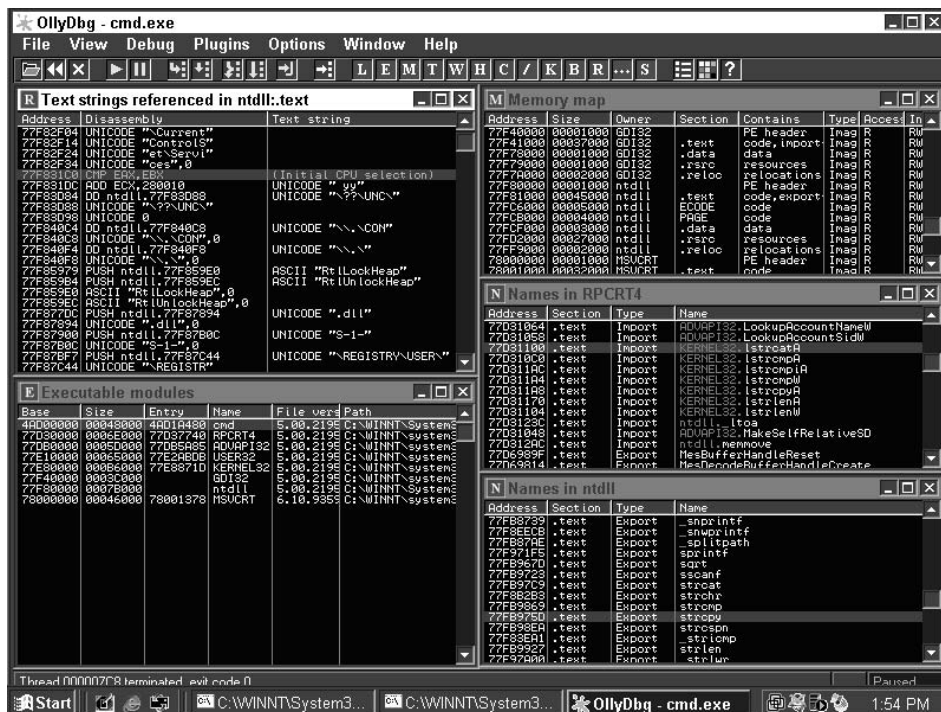 OllyDbg - cmd.exe
File View Debug Plugins Options Window Help
L E M T W H C / K B R ... S ?
R Text strings referenced in ntdll:.text
Address Disassembly Text string
77F82F04 UNICODE "\Current"
77F82F14 UNICODE "ControlS"
77F82F24 UNICODE "et\Servi"
77F82F34 UNICODE "ces",0
77F831C0 CMP EAX,EBX (Initial CPU selection)
77F831DC ADD ECX,280010 UNICODE " yy"
77F83D84 DD ntdll.77F83D88 UNICODE "\??\UNC\"
77F83D88 UNICODE "\??\UNC\"
77F83D98 UNICODE 0
77F840C4 DD ntdll.77F840C8 UNICODE "\\.\CON"
77F840C8 UNICODE "\\.\CON",0
77F840F4 DD ntdll.77F840F8 UNICODE "\\.\"
77F840F8 UNICODE "\\.\",0
77F85979 PUSH ntdll.77F859E0 ASCII "RtlLockHeap"
77F859B4 PUSH ntdll.77F859EC ASCII "RtlUnlockHeap"
77F859E0 ASCII "RtlLockHeap",0
77F859EC ASCII "RtlUnlockHeap",0
77F877DC PUSH ntdll.77F87894 UNICODE ".dll"
77F87894 UNICODE ".dll",0
77F87900 PUSH ntdll.77F87B0C UNICODE "S-1-"
77F87B0C UNICODE "S-1-",0
77F87BF7 PUSH ntdll.77F87C44 UNICODE "\REGISTRY\USER\"
77F87C44 UNICODE "\REGISTR"
E Executable modules
Base Size Entry Name File vers Path
4AD00000 00048000 4AD1A480 cmd 5.00.2195 C:\WINNT\System3
77D30000 0006E000 77D37740 RPCRT4 5.00.2195 C:\WINNT\system3
77DB0000 0005D000 77DB5A85 ADVAPI32 5.00.2195 C:\WINNT\system3
77E10000 00065000 77E2ABDB USER32 5.00.2195 C:\WINNT\system3
77E80000 000B6000 77E8871D KERNEL32 5.00.2195 C:\WINNT\system3
77F40000 0003C000 GDI32 5.00.2195 C:\WINNT\system3
77F80000 0007B000 ntdll 5.00.2195 C:\WINNT\System3
78000000 00046000 78001378 MSVCRT 6.10.9359 C:\WINNT\system3
M Memory map
Address Size Owner Section Contains Type Access In
77F40000 00001000 GDI32 PE header Imag R RW
77F41000 00037000 GDI32 .text code,import Imag R RW
77F78000 00001000 GDI32 .data data Imag R RW
77F79000 00001000 GDI32 .rsrc resources Imag R RW
77F7A000 00002000 GDI32 .reloc relocations Imag R RW
77F80000 00001000 ntdll PE header Imag R RW
77F81000 00045000 ntdll .text code,export Imag R RW
77FC6000 00005000 ntdll ECODE code Imag R RW
77FCB000 00004000 ntdll PAGE code Imag R RW
77FCF000 00003000 ntdll .data data Imag R RW
77FD2000 00027000 ntdll .rsrc resources Imag R RW
77FF9000 00002000 ntdll .reloc relocations Imag R RW
78000000 00001000 MSVCRT PE header Imag R RW
78001000 00032000 MSVCRT .text code Imag R RW
N Names in RPCRT4
Address Section Type Name
77D31064 .text Import ADVAPI32.LookupAccountNameW
77D31058 .text Import ADVAPI32.LookupAccountSidW
77D31100 .text Import KERNEL32.lstrcatA
77D310C0 .text Import KERNEL32.lstrcmpA
77D311AC .text Import KERNEL32.lstrcmpiA
77D311A4 .text Import KERNEL32.lstrcmpW
77D311A8 .text Import KERNEL32.lstrcpyA
77D31170 .text Import KERNEL32.lstrlenA
77D31104 .text Import KERNEL32.lstrlenW
77D3123C .text Import ntdll._ltoa
77D31048 .text Import ADVAPI32.MakeSelfRelativeSD
77D312AC .text Import ntdll.memmove
77D6989F .text Export MesBufferHandleReset
77D69814 .text Export MesDecodeBufferHandleCreate
N Names in ntdll
Address Section Type Name
77FB8739 .text Export _snprintf
77F8EECB .text Export _snwprintf
77FB87AE .text Export _splitpath
77F971F5 .text Export sprintf
77FB967D .text Export sqrt
77FB9723 .text Export sscanf
77FB97C9 .text Export strcat
77F8B2B3 .text Export strchr
77FB9869 .text Export strcmp
77FB975D .text Export strcpy
77FB98EA .text Export strcspn
77F83EA1 .text Export _stricmp
77FB9927 .text Export strlen
77F97A00 .text Export _strlwr
Thread 000007C8 terminated, exit code 0 Paused
Start C:\WINNT\System3... C:\WINNT\System3... OllyDbg - cmd.exe 1:54 PM